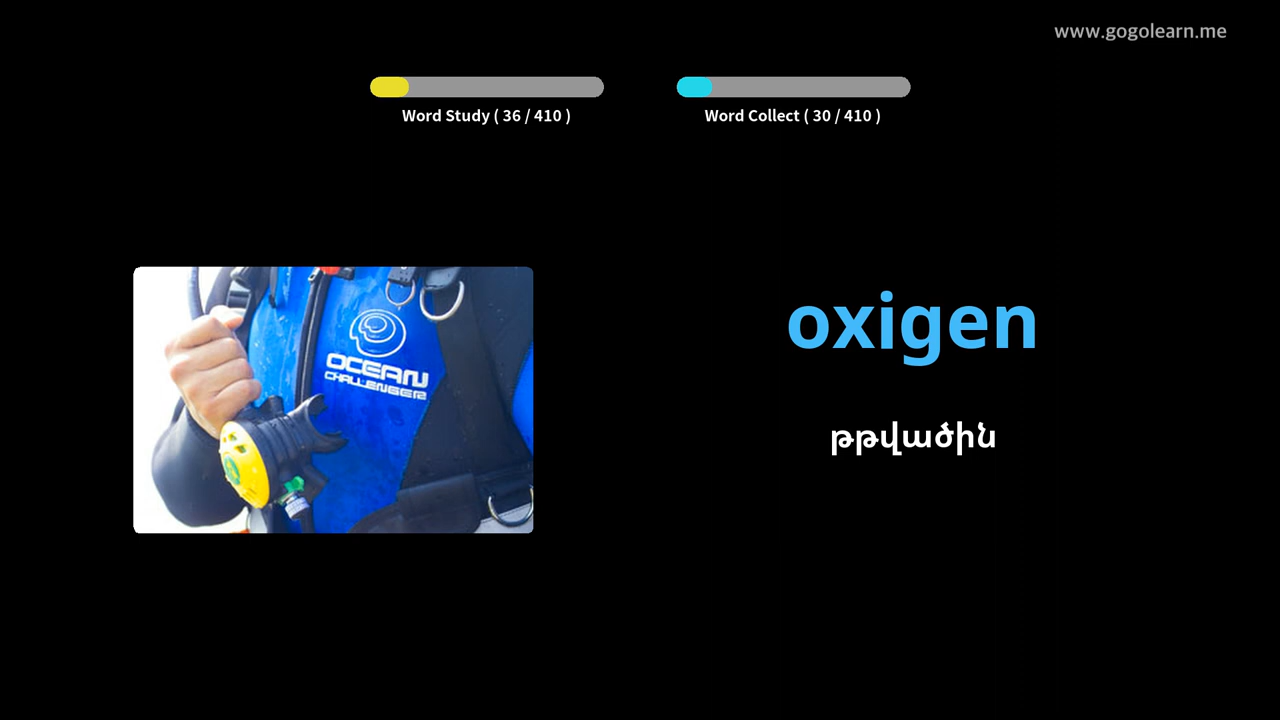 www.gogolearn.me
Word Study ( 36 / 410 )
Word Collect ( 30 / 410 )
OCEAN
CHALLENGER
oxigen
թթվածին